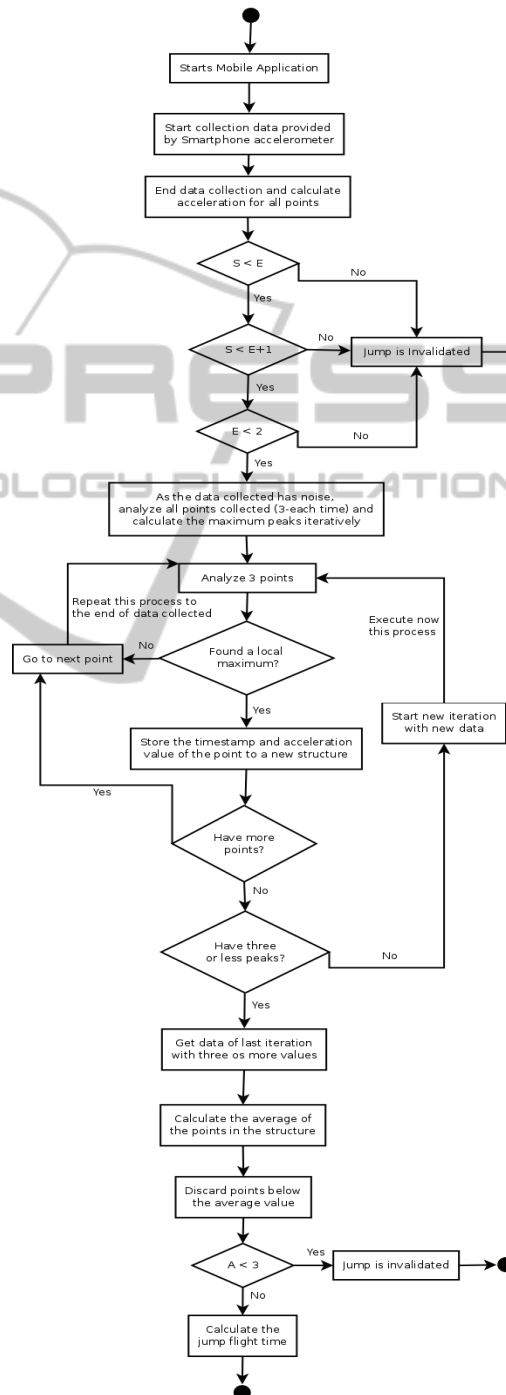 Starts Mobile Application
Start collection data provided
by Smartphone accelerometer
End data collection and calculate
acceleration for all points
S < E
No
Yes
S < E+1
No
Jump is Invalidated
Yes
E < 2
No
Yes
PRESS
OLOGY PUBLICATION
As the data collected has noise,
analyze all points collected (3-each time) and
calculate the maximum peaks iteratively
Analyze 3 points
Repeat this process to
the end of data collected
Execute now
this process
Go to next point
No
Found a local
maximum?
Yes
Start new iteration
with new data
Store the timestamp and acceleration
value of the point to a new structure
Yes
Have more
points?
No
Have three
or less peaks?
No
Yes
Get data of last iteration
with three os more values
Calculate the average of
the points in the structure
Discard points below
the average value
A < 3
Yes
Jump is invalidated
No
Calculate the
jump flight time